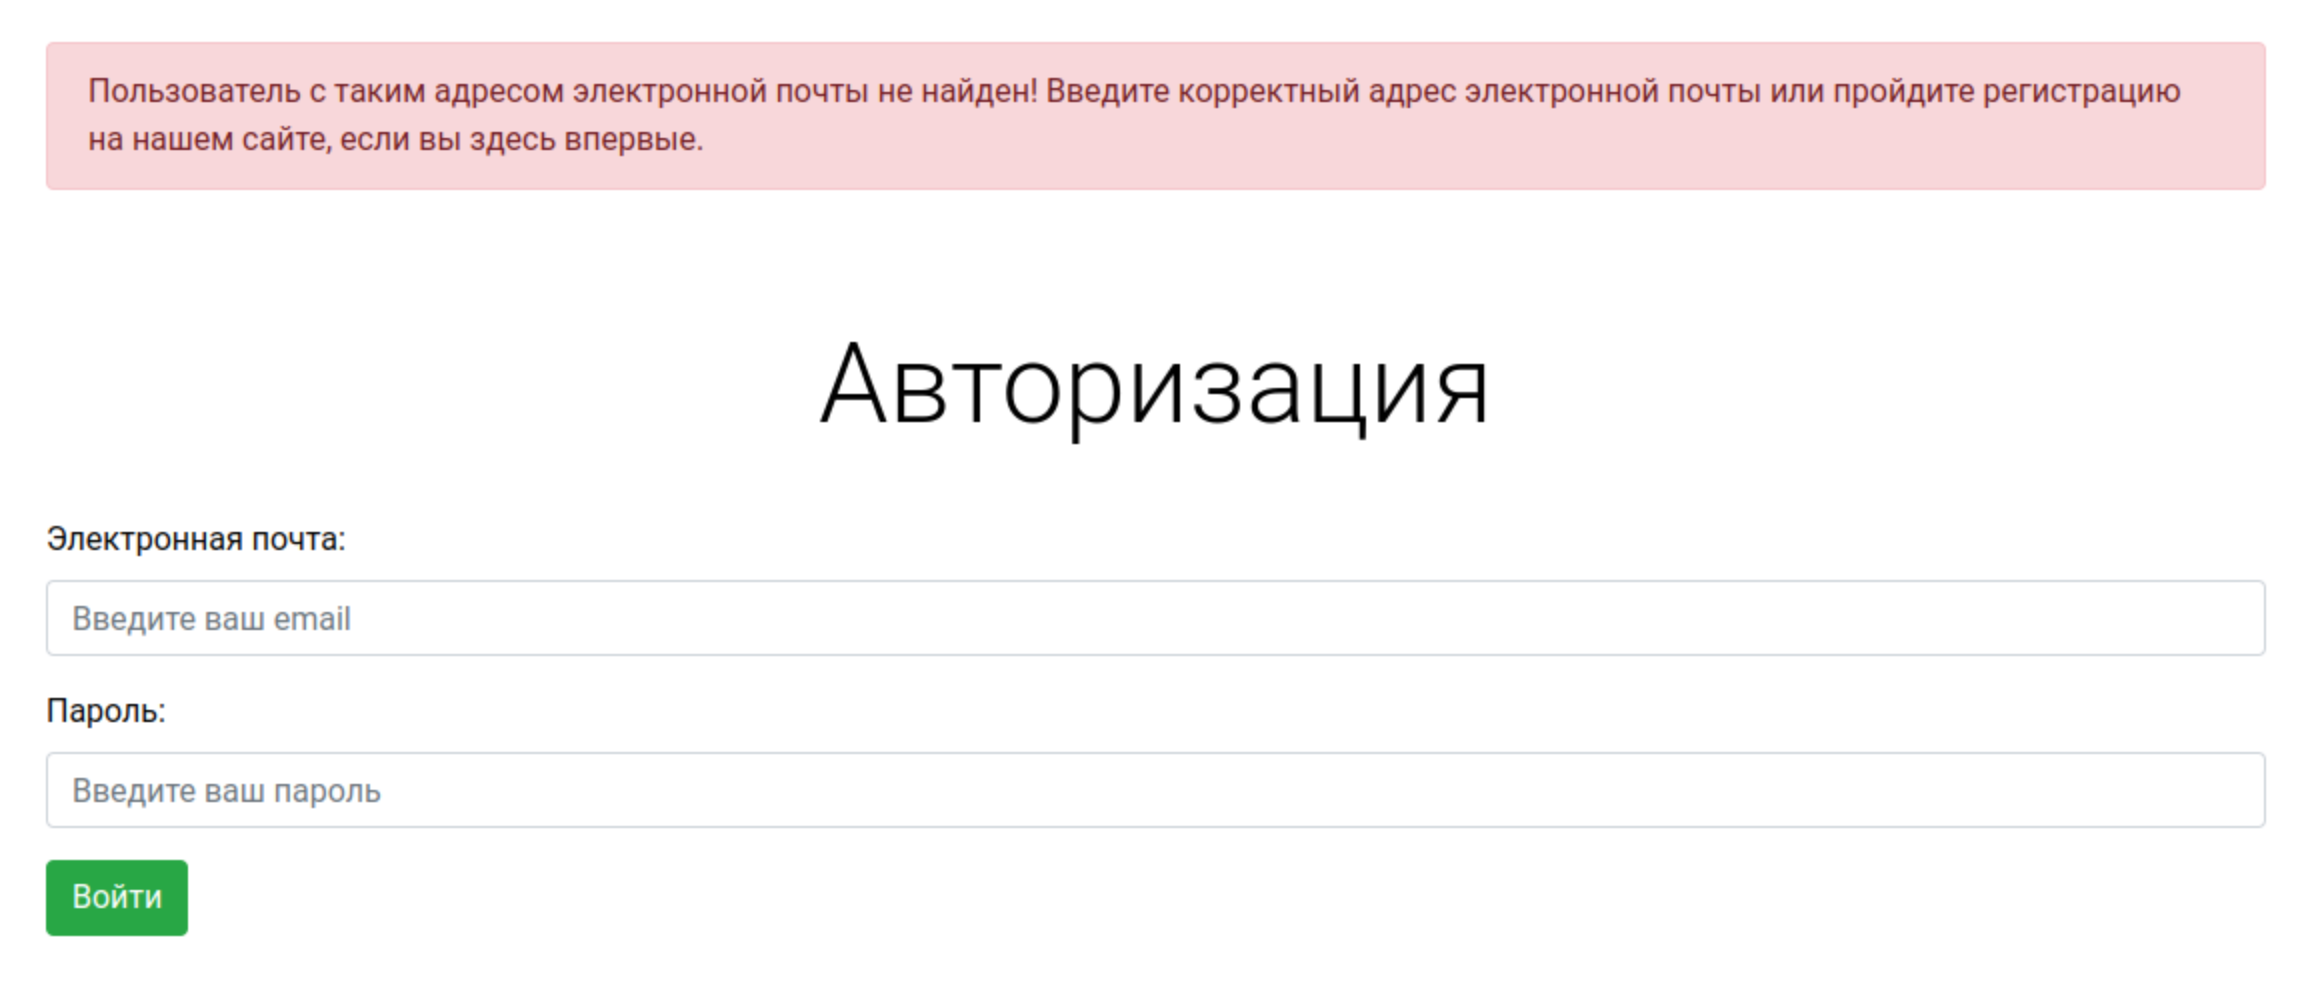 Пользователь с таким адресом электронной почты не найден! Введите корректный адрес электронной почты или пройдите регистрацию
на нашем сайте, если вы здесь впервые.
Авторизация
Электронная почта:
Введите ваш email
Пароль:
Введите ваш пароль
Войти